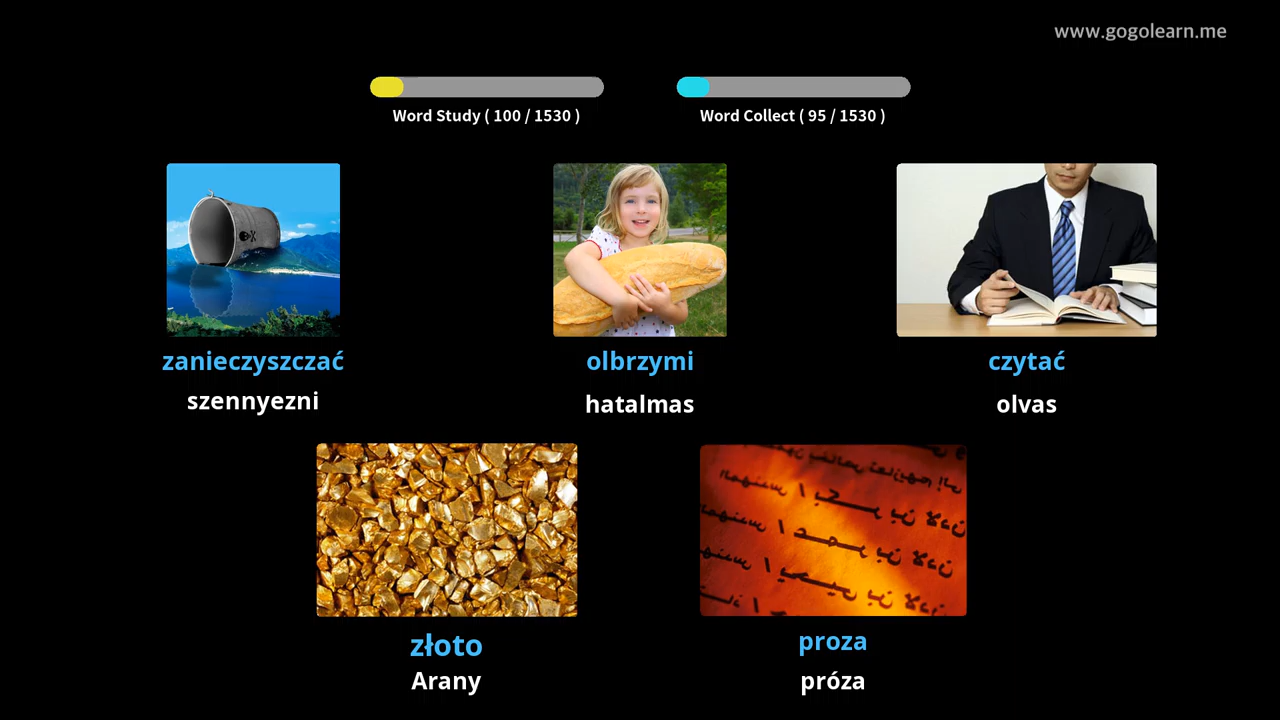 www.gogolearn.me
Word Study ( 100 / 1530 )
Word Collect ( 95 / 1530 )
zanieczyszczać
szennyezni
olbrzymi
hatalmas
czytać
olvas
złoto
Arany
proza
próza